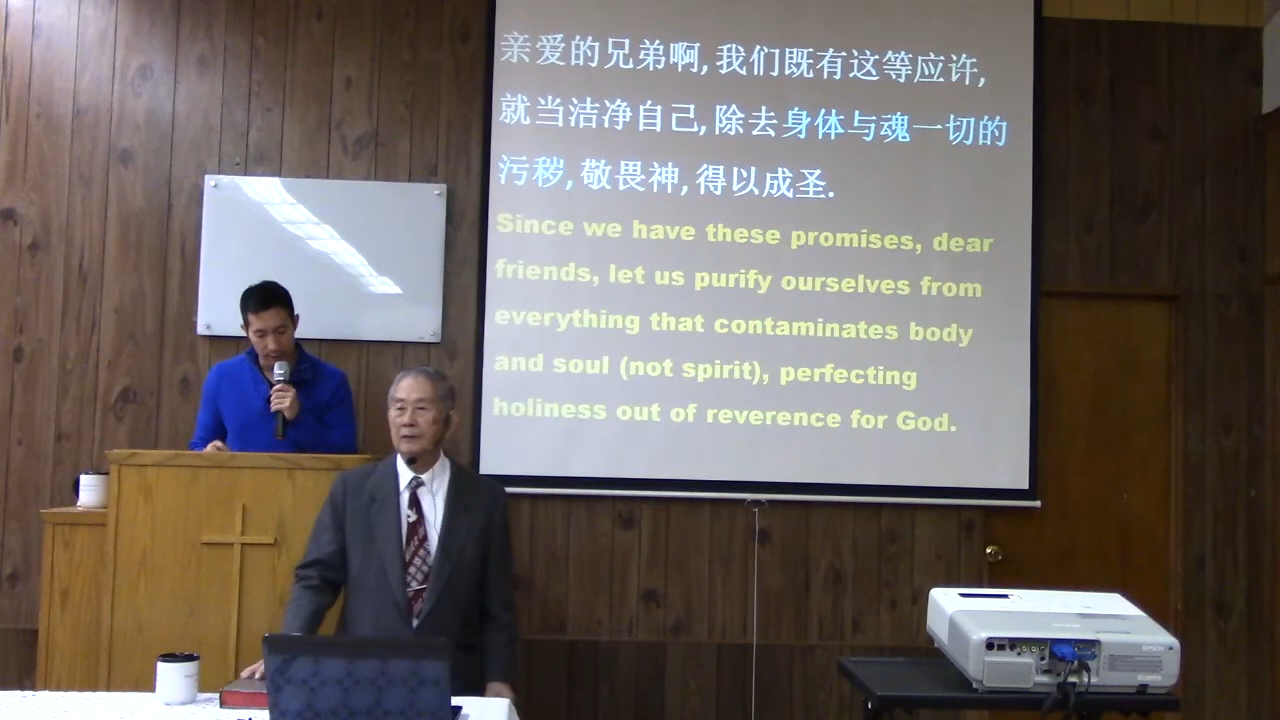 亲爱的兄弟啊, 我们既有这等应许,
就当洁净自己, 除去身体与魂一切的
污秽, 敬畏神, 得以成圣.
Since we have these promises, dear
friends, let us purify ourselves from
everything that contaminates body
and soul (not spirit), perfecting
holiness out of reverence for God.
EPSON